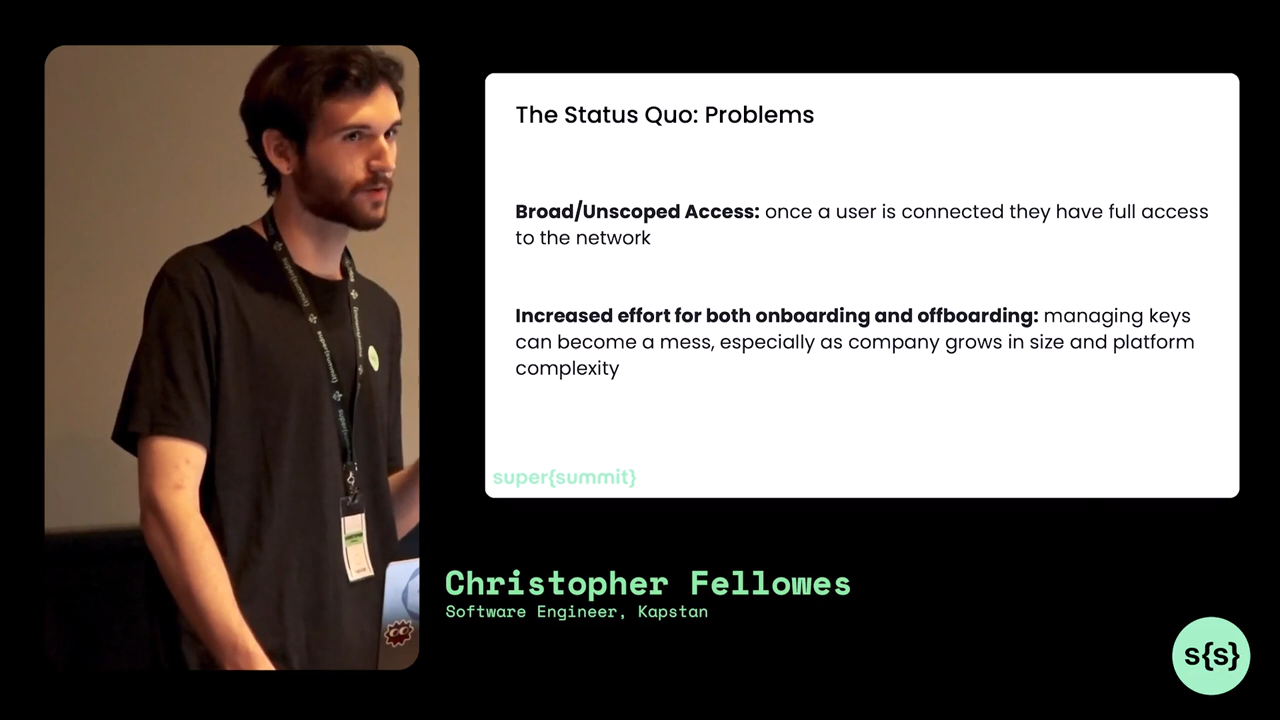 The Status Quo: Problems
Broad/Unscoped Access: once a user is connected they have full access
to the network
Increased effort for both onboarding and offboarding: managing keys
can become a mess, especially as company grows in size and platform
complexity
super{summit}
Christopher Fellowes
Software Engineer, Kapstan
s{s}